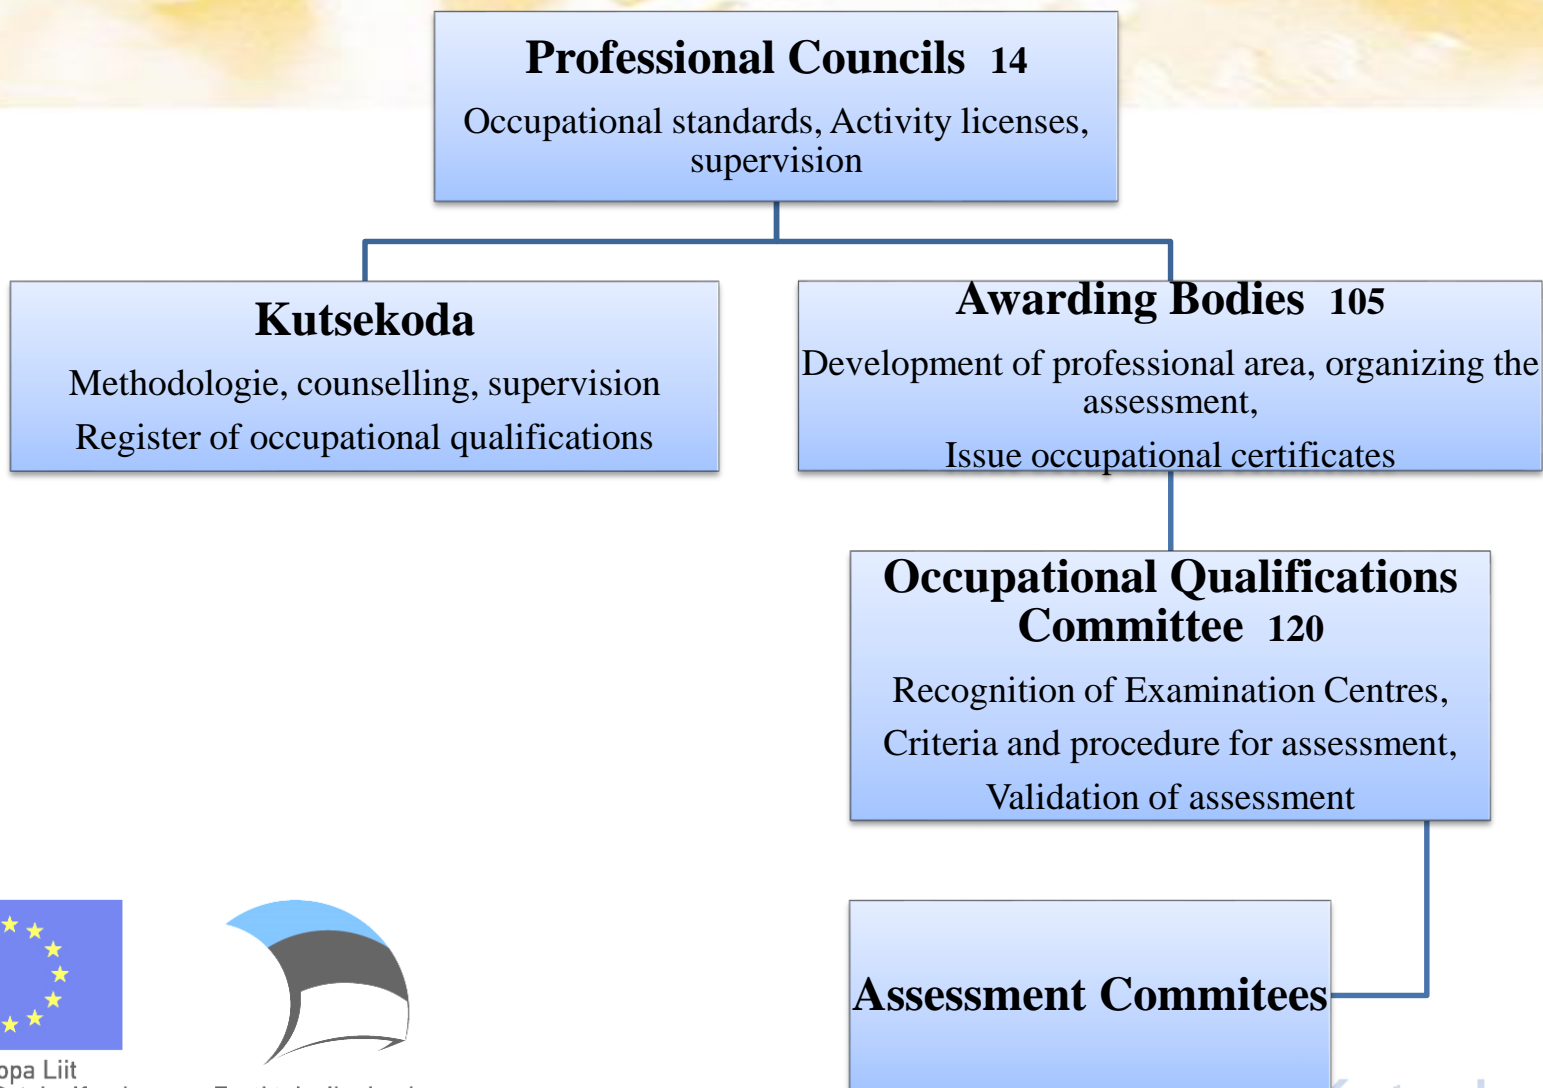 Professional Councils 14
Occupational standards, Activity licenses,
supervision
Kutsekoda
Methodologie, counselling, supervision
Register of occupational qualifications
Awarding Bodies 105
Development of professional area, organizing the
assessment,
Issue occupational certificates
Occupational Qualifications
Committee 120
Recognition of Examination Centres,
Criteria and procedure for assessment,
Validation of assessment
Assessment Commitees
opa Liit